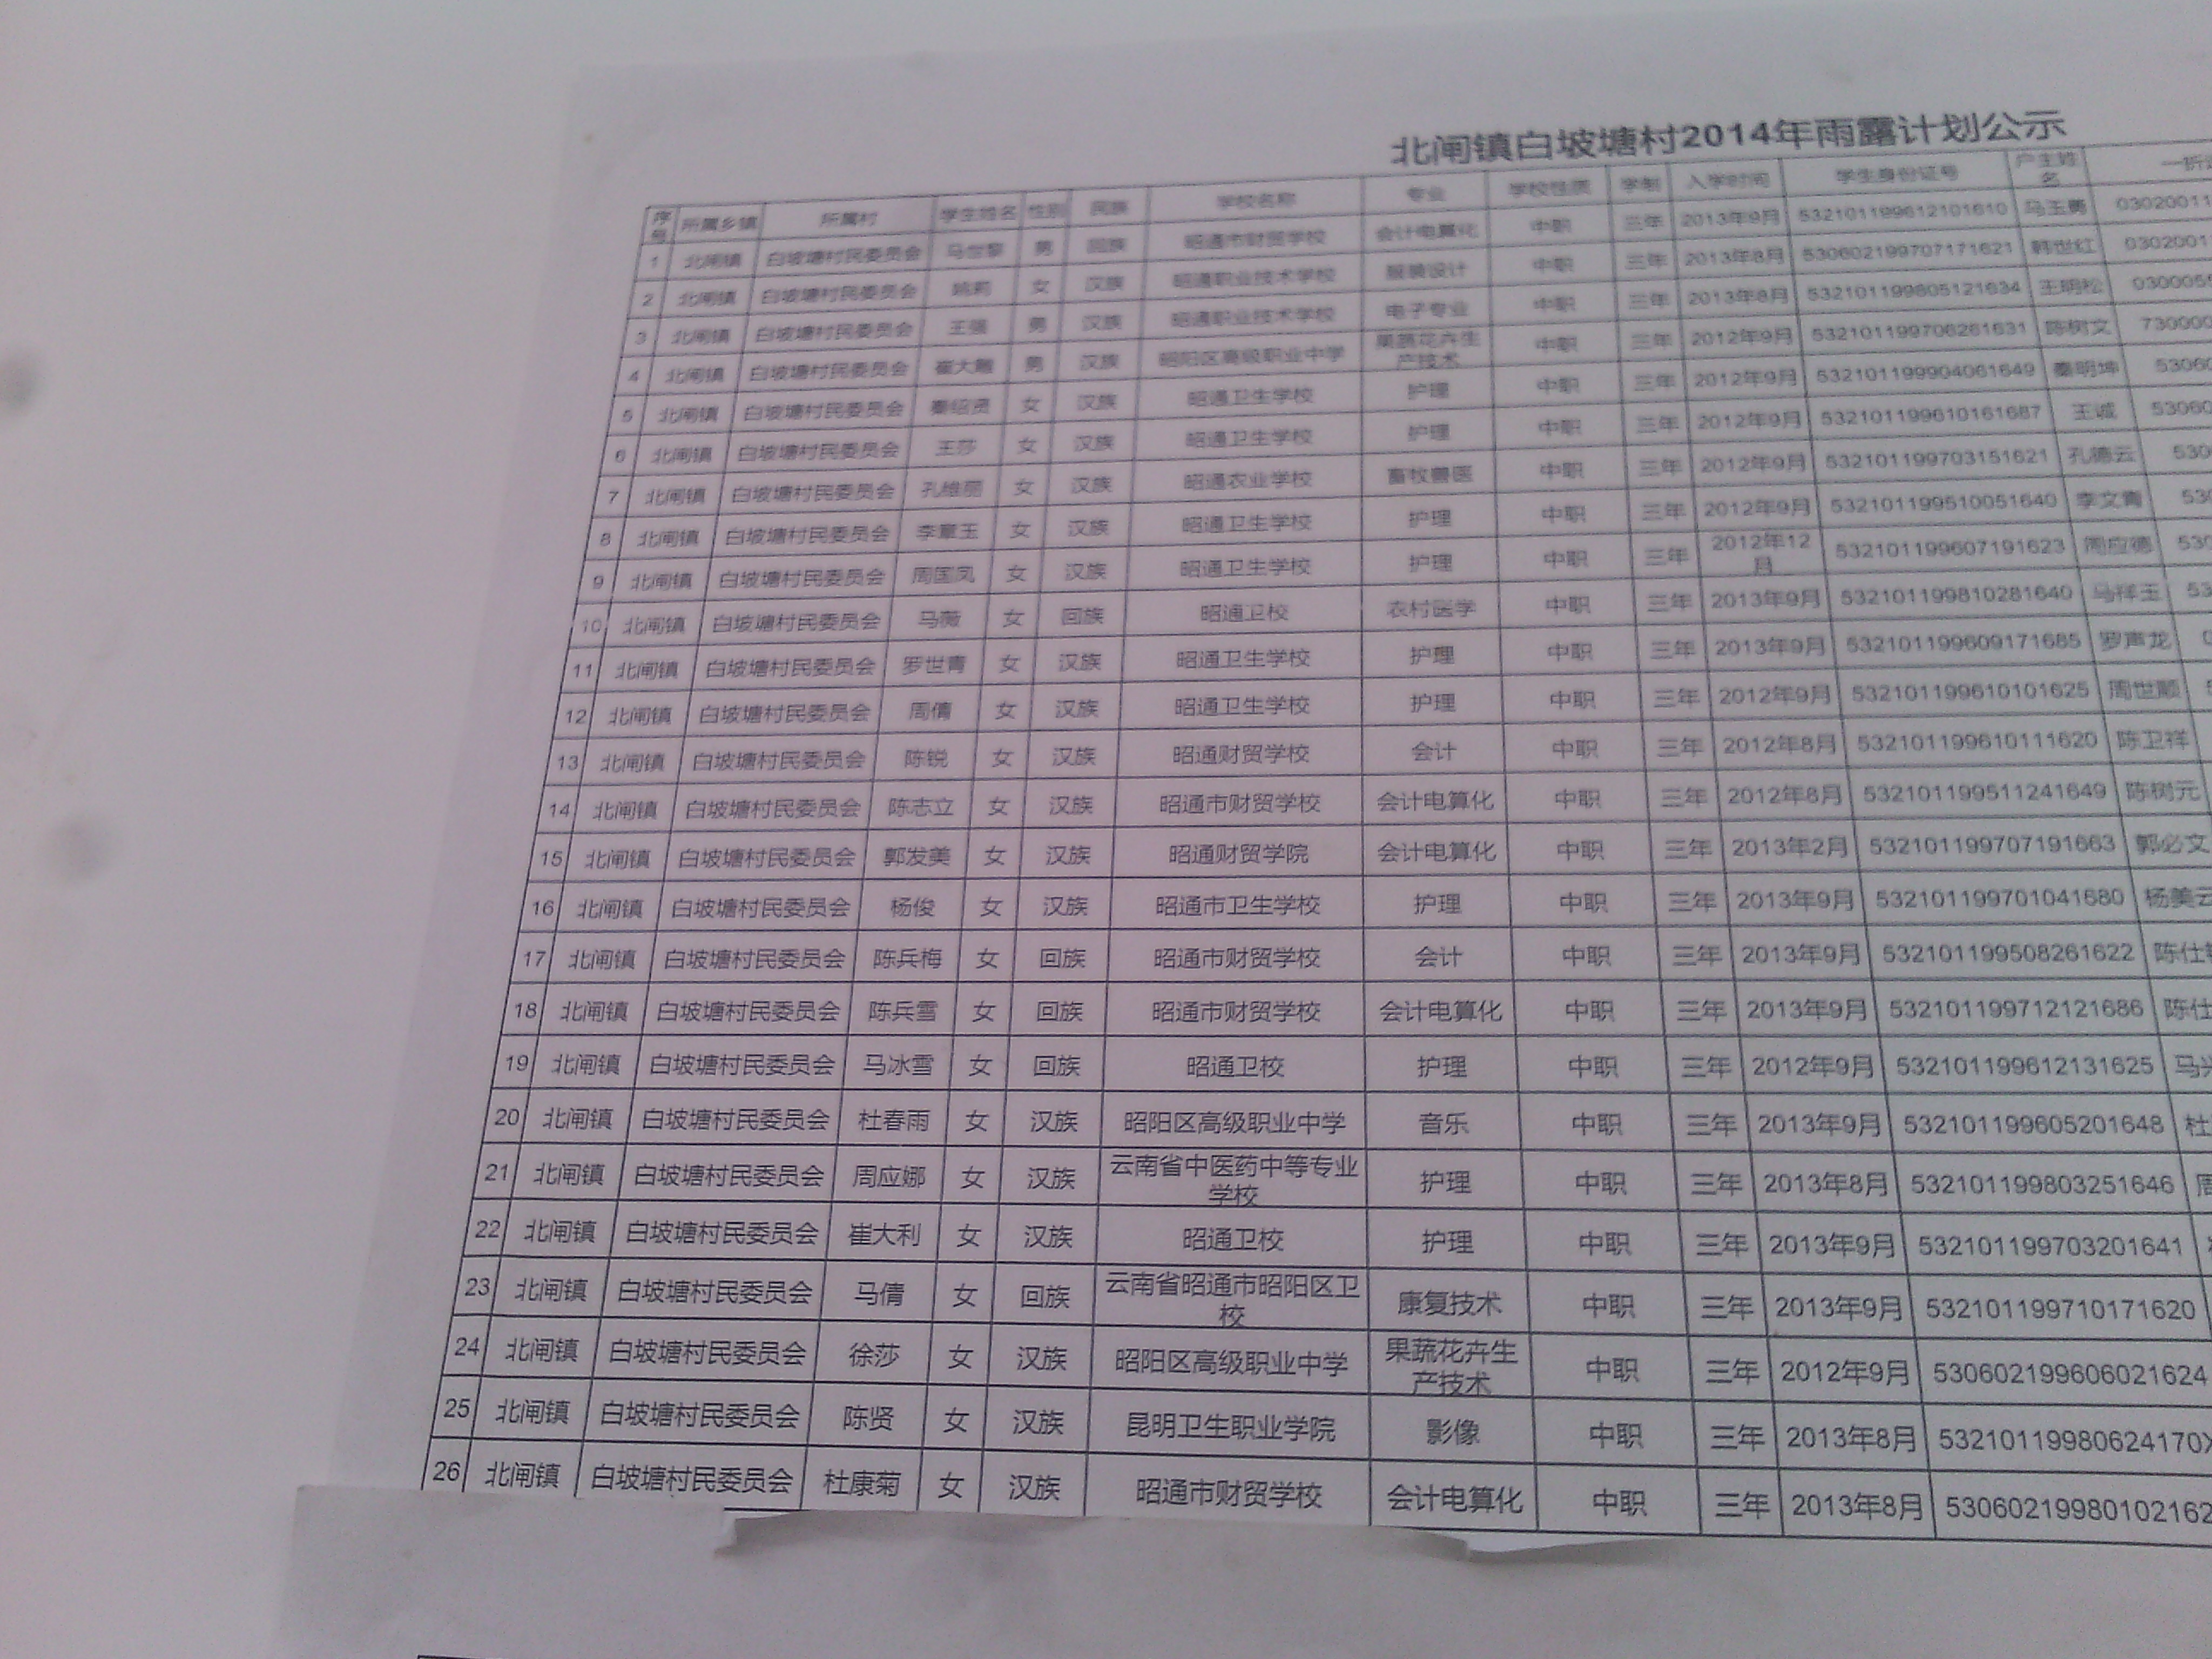 北闸镇白坡塘村2014年雨露计划公示
序号 所属乡镇 所属村 学生姓名 性别 民族 学校名称 专业 学校性质 学制 入学时间 学生身份证号 户主姓名
1 北闸镇 白坡塘村民委员会 马世黎 男 回族 昭通市财贸学校 会计电算化 中职 三年 2013年9月 532101199612101610 马玉勇 03020011
2 北闸镇 白坡塘村民委员会 女 汉族 昭通职业技术学校 服装设计 中职 三年 2013年8月 530602199707171621 韩世红 0302001
3 北闸镇 白坡塘村民委员会 王强 男 汉族 昭通职业技术学校 电子专业 中职 三年 2013年8月 532101199805121634 王明松 0300055
4 北闸镇 白坡塘村民委员会 男 汉族 昭阳区高级职业中学 果蔬花卉生产技术 中职 三年 2012年9月 532101199706261631 陈树文 730000
5 北闸镇 白坡塘村民委员会 秦绍贤 女 汉族 昭通卫生学校 护理 中职 三年 2012年9月 532101199904061649 秦明坤 53060
6 北闸镇 白坡塘村民委员会 王莎 女 汉族 昭通卫生学校 护理 中职 三年 2012年9月 532101199610161687 王诚 53060
7 北闸镇 白坡塘村民委员会 孔维丽 女 汉族 昭通农业学校 畜牧兽医 中职 三年 2012年9月 532101199703151621 孔德云 530
8 北闸镇 白坡塘村民委员会 李章玉 女 汉族 昭通卫生学校 护理 中职 三年 2012年9月 532101199510051640 李文青 530
9 北闸镇 白坡塘村民委员会 周国凤 女 汉族 昭通卫生学校 护理 中职 三年 2012年12月 532101199607191623 周应德 530
10 北闸镇 白坡塘村民委员会 马薇 女 回族 昭通卫校 农村医学 中职 三年 2013年9月 532101199810281640 马祥玉 53
11 北闸镇 白坡塘村民委员会 罗世青 女 汉族 昭通卫生学校 护理 中职 三年 2013年9月 532101199609171685 罗声龙
12 北闸镇 白坡塘村民委员会 周倩 女 汉族 昭通卫生学校 护理 中职 三年 2012年9月 532101199610101625 周世顺
13 北闸镇 白坡塘村民委员会 陈锐 女 汉族 昭通财贸学校 会计 中职 三年 2012年8月 532101199610111620 陈卫祥
14 北闸镇 白坡塘村民委员会 陈志立 女 汉族 昭通市财贸学校 会计电算化 中职 三年 2012年8月 532101199511241649 陈树元
15 北闸镇 白坡塘村民委员会 郭发美 女 汉族 昭通财贸学院 会计电算化 中职 三年 2013年2月 532101199707191663 郭必文
16 北闸镇 白坡塘村民委员会 杨俊 女 汉族 昭通市卫生学校 护理 中职 三年 2013年9月 532101199701041680 杨美云
17 北闸镇 白坡塘村民委员会 陈兵梅 女 回族 昭通市财贸学校 会计 中职 三年 2013年9月 532101199508261622 陈仕
18 北闸镇 白坡塘村民委员会 陈兵雪 女 回族 昭通市财贸学校 会计电算化 中职 三年 2013年9月 532101199712121686 陈仕
19 北闸镇 白坡塘村民委员会 马冰雪 女 回族 昭通卫校 护理 中职 三年 2012年9月 532101199612131625 马
20 北闸镇 白坡塘村民委员会 杜春雨 女 汉族 昭阳区高级职业中学 音乐 中职 三年 2013年9月 532101199605201648 杜
21 北闸镇 白坡塘村民委员会 周应娜 女 汉族 云南省中医药中等专业学校 护理 中职 三年 2013年8月 532101199803251646
22 北闸镇 白坡塘村民委员会 崔大利 女 汉族 昭通卫校 护理 中职 三年 2013年9月 532101199703201641
23 北闸镇 白坡塘村民委员会 马倩 女 回族 云南省昭通市昭阳区卫校 康复技术 中职 三年 2013年9月 532101199710171620
24 北闸镇 白坡塘村民委员会 徐莎 女 汉族 昭阳区高级职业中学 果蔬花卉生产技术 中职 三年 2012年9月 530602199606021624
25 北闸镇 白坡塘村民委员会 陈贤 女 汉族 昆明卫生职业学院 影像 中职 三年 2013年8月 53210119980624170X
26 北闸镇 白坡塘村民委员会 杜康菊 女 汉族 昭通市财贸学校 会计电算化 中职 三年 2013年8月 53060219980102162